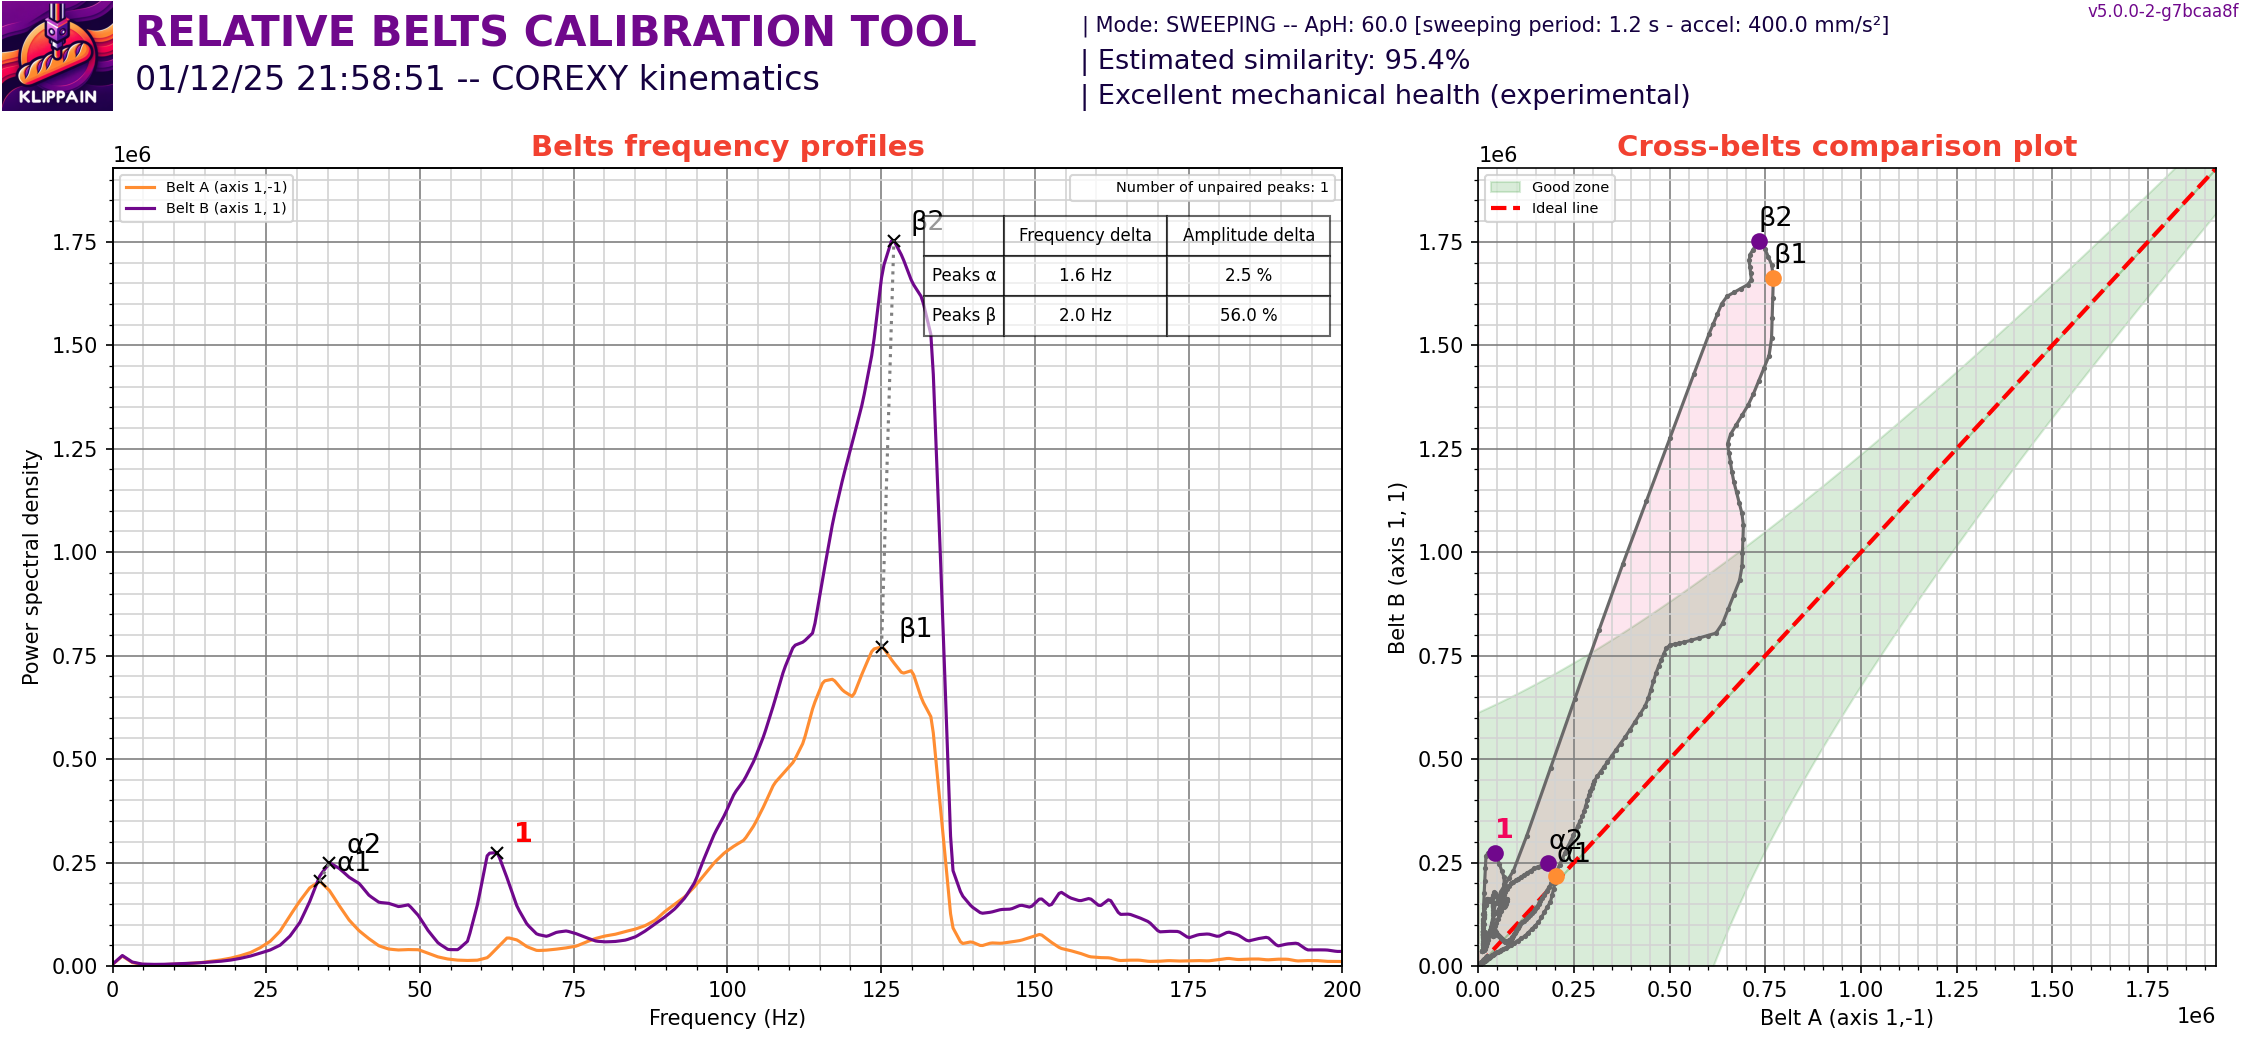 KLIPPAIN
RELATIVE BELTS CALIBRATION TOOL
01/12/25 21:58:51 -- COREXY kinematics
| Mode: SWEEPING -- ApH: 60.0 [sweeping period: 1.2 s - accel: 400.0 mm/s²]
| Estimated similarity: 95.4%
| Excellent mechanical health (experimental)
v5.0.0-2-g7bcaa8f
Belts frequency profiles
1e6
Belt A (axis 1,-1)
Belt B (axis 1, 1)
Number of unpaired peaks: 1
Frequency delta Amplitude delta
Peaks α 1.6 Hz 2.5 %
Peaks β 2.0 Hz 56.0 %
β2
β1
α2
α1
1
1.75
1.50
1.25
1.00
0.75
0.50
0.25
0.00
Power spectral density
0 25 50 75 100 125 150 175 200
Frequency (Hz)
Cross-belts comparison plot
1e6
Good zone
Ideal line
β2
β1
1
α2
α1
1.75
1.50
1.25
1.00
0.75
0.50
0.25
0.00
Belt B (axis 1, 1)
0.00 0.25 0.50 0.75 1.00 1.25 1.50 1.75
Belt A (axis 1,-1)
1e6